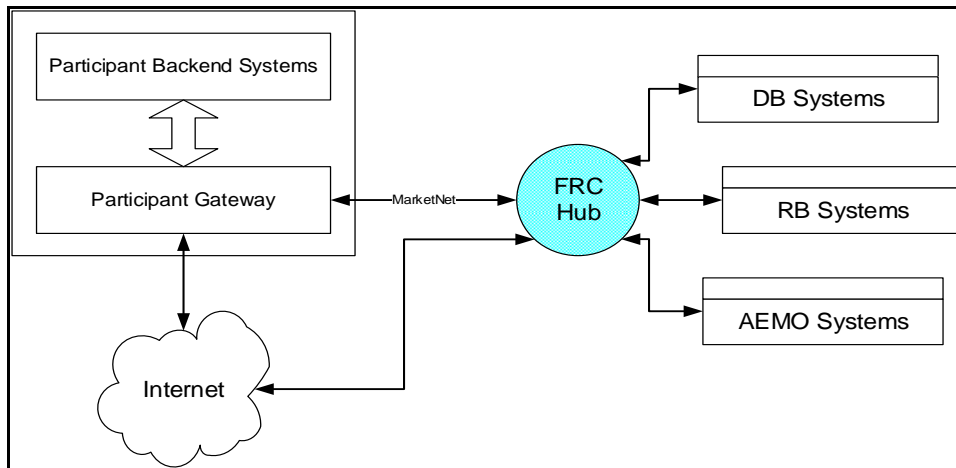 Participant Backend Systems
Participant Gateway
MarketNet
Internet
FRC
Hub
DB Systems
RB Systems
AEMO Systems